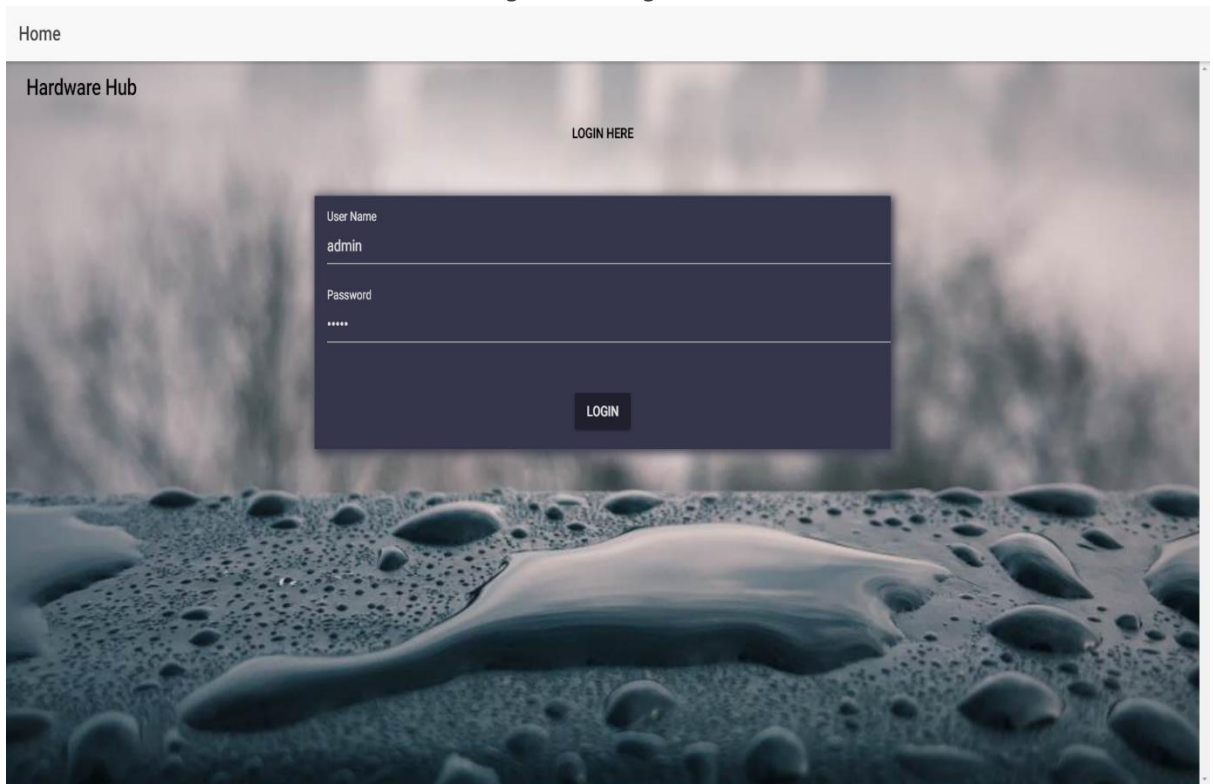 Home
Hardware Hub
LOGIN HERE
User Name
admin
Password
•••••
LOGIN